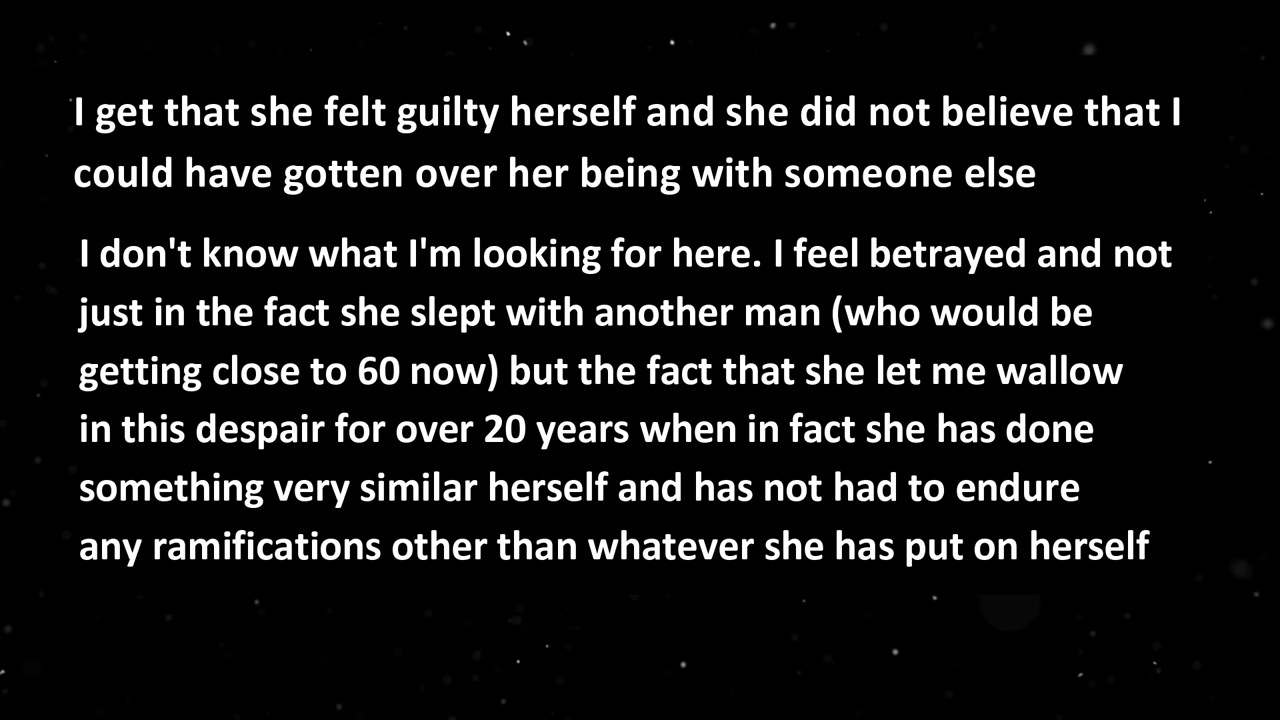 I get that she felt guilty herself and she did not believe that I
could have gotten over her being with someone else
I don't know what I'm looking for here. I feel betrayed and not
just in the fact she slept with another man (who would be
getting close to 60 now) but the fact that she let me wallow
in this despair for over 20 years when in fact she has done
something very similar herself and has not had to endure
any ramifications other than whatever she has put on herself